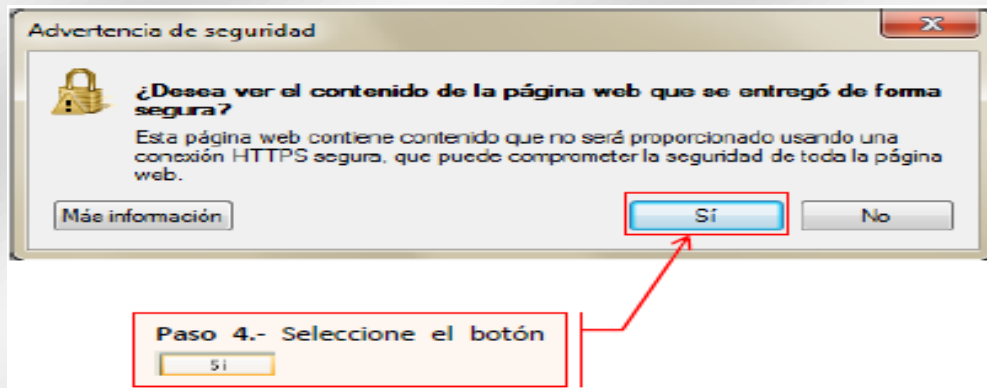 Advertencia de seguridad
¿Desea ver el contenido de la página web que se entregó de forma
segura?
Esta página web contiene contenido que no será proporcionado usando una
conexión HTTPS segura, que puede comprometer la seguridad de toda la página
web.
Más información
Sí
No
Paso 4.- Seleccione el botón
Sí